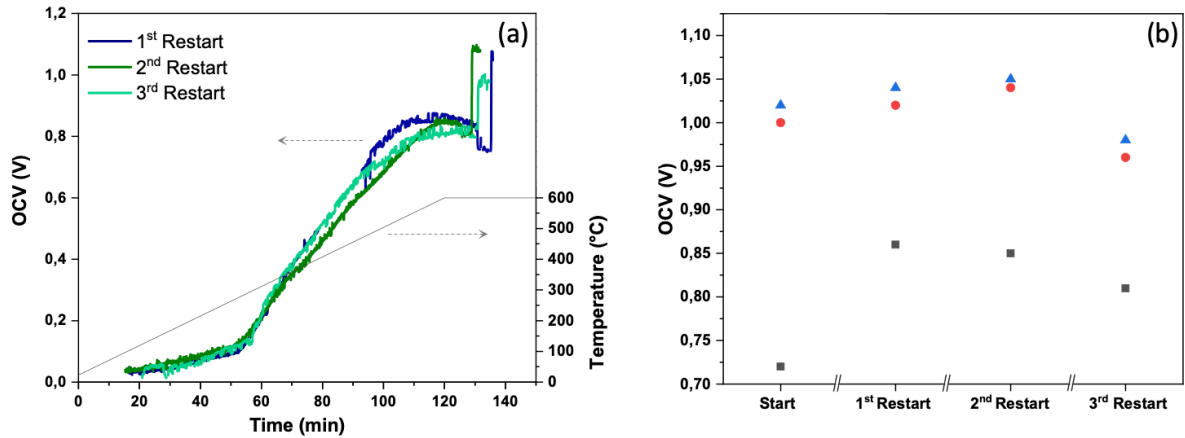 (a)
1st Restart
2nd Restart
3rd Restart
OCV (V)
1,2
1,0
0,8
0,6
0,4
0,2
0,0
0 20 40 60 80 100 120 140
Time (min)
600
500
400
300
200
100
0
Temperature (°C)
(b)
OCV (V)
1,10
1,05
1,00
0,95
0,90
0,85
0,80
0,75
0,70
Start 1st Restart 2nd Restart 3rd Restart